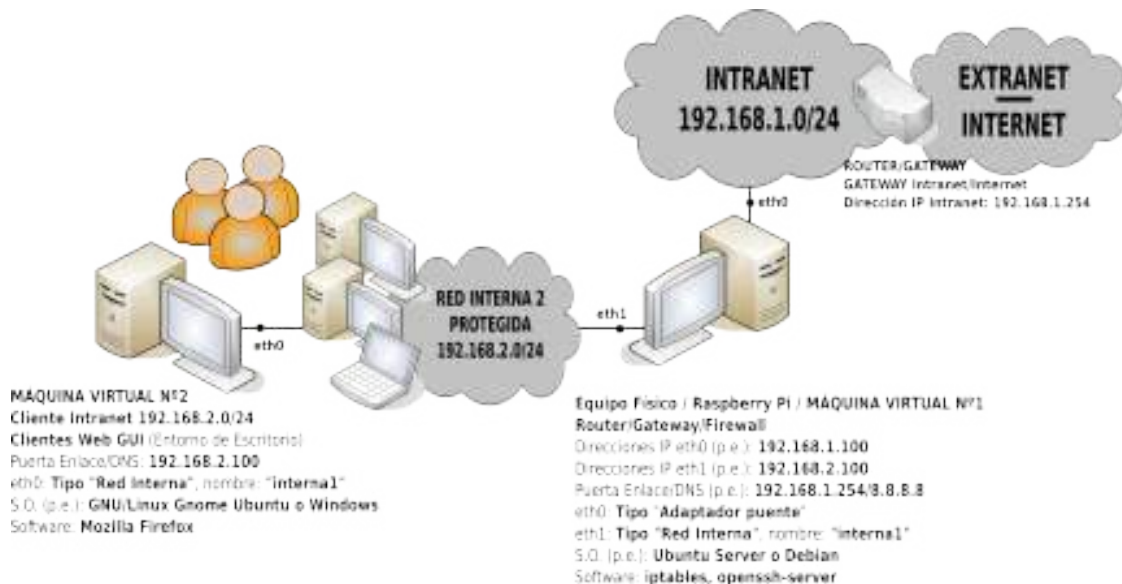 INTRANET
192.168.1.0/24
EXTRANET
INTERNET
ROUTER/GATEWAY
GATEWAY Intranet/Internet
Dirección IP Intranet: 192.168.1.254
eth0
RED INTERNA 2
PROTEGIDA
192.168.2.0/24
eth1
eth0
MÁQUINA VIRTUAL Nº2
Cliente Intranet 192.168.2.0/24
Clientes Web GUI (Entorno de Escritorio)
Puerta Enlace/DNS: 192.168.2.100
eth0: Tipo "Red Interna", nombre: "interna1"
S.O. (p.e.): GNU/Linux Gnome Ubuntu o Windows
Software: Mozilla Firefox
Equipo Físico / Raspberry Pi / MÁQUINA VIRTUAL Nº1
Router/Gateway/Firewall
Direcciones IP eth0 (p.e.): 192.168.1.100
Direcciones IP eth1 (p.e.): 192.168.2.100
Puerta Enlace/DNS (p.e.): 192.168.1.254/8.8.8.8
eth0: Tipo "Adaptador puente"
eth1: Tipo "Red Interna", nombre: "interna1"
S.O. (p.e.): Ubuntu Server o Debian
Software: iptables, openssh-server